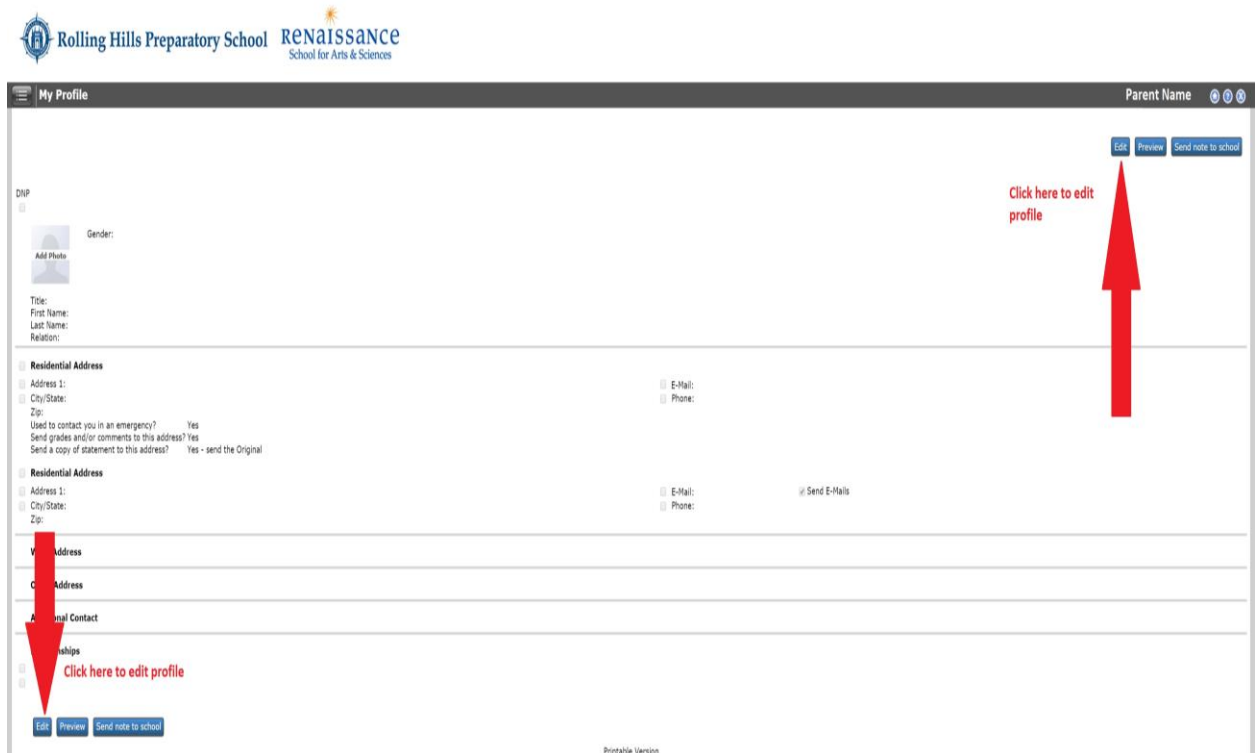 Rolling Hills Preparatory School
Renaissance
School for Arts & Sciences
My Profile
Parent Name
Edit Preview Send note to school
Click here to edit
profile
DNP
Add Photo
Gender:
Title:
First Name:
Last Name:
Relation:
Residential Address
Address 1:
E-Mail:
City/State:
Phone:
Zip:
Used to contact you in an emergency? Yes
Send grades and/or comments to this address? Yes
Send a copy of statement to this address? Yes - send the Original
Residential Address
Address 1:
E-Mail:
Send E-Mails
City/State:
Phone:
Zip:
Address
Address
Contact
Click here to edit profile
Edit Preview Send note to school
Printable Version